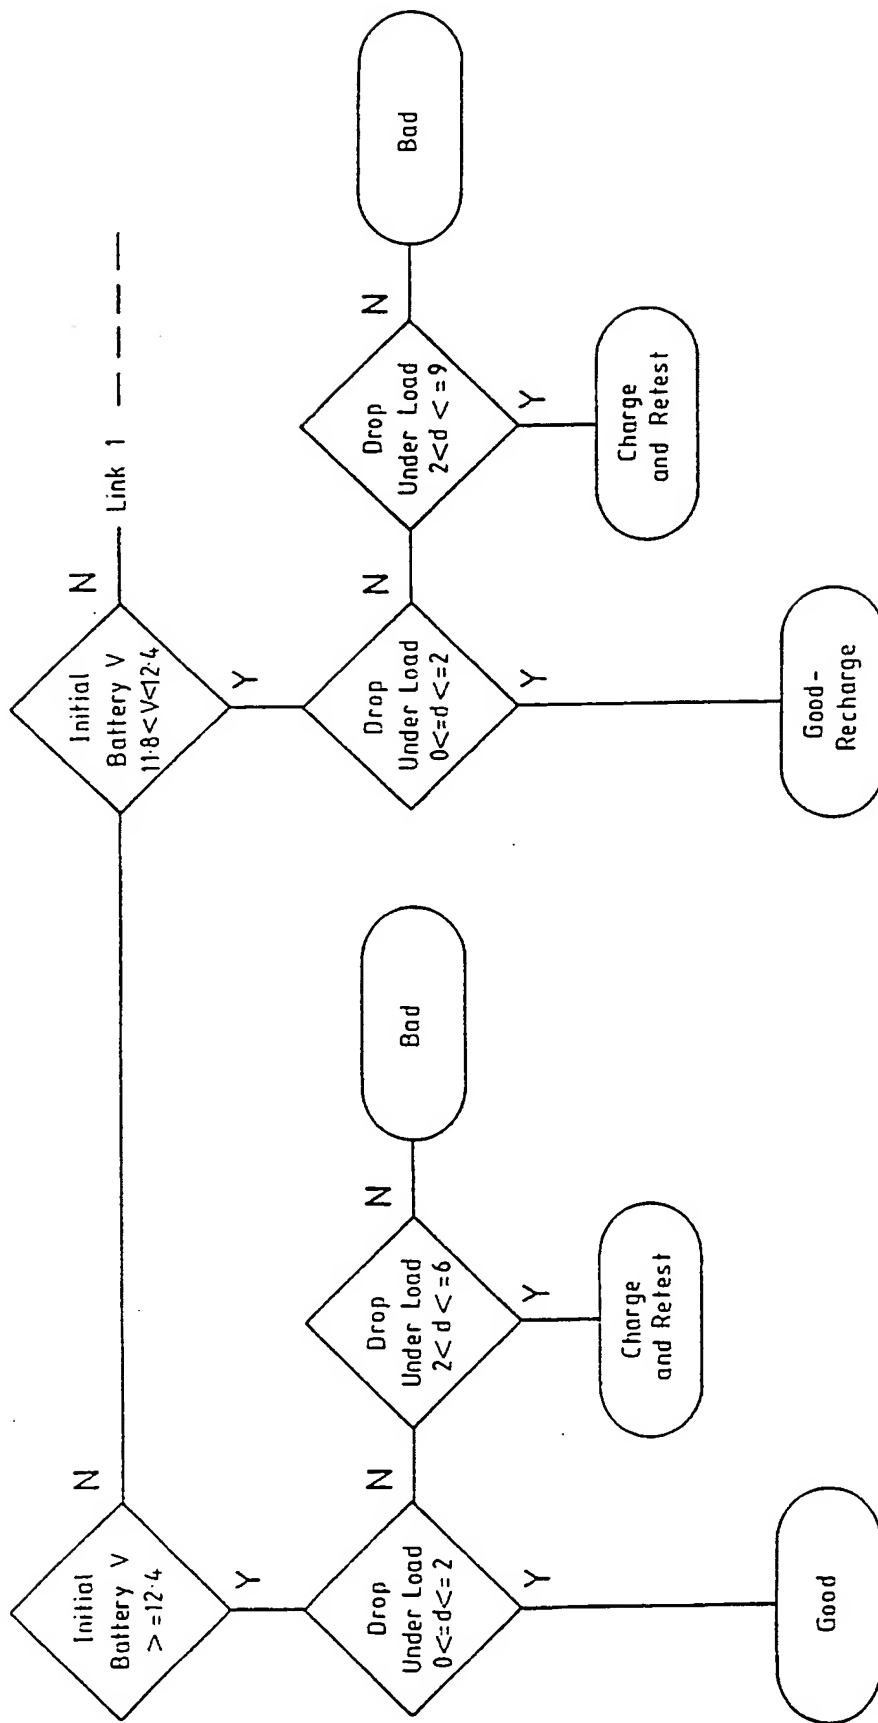 Initial
Battery V
> =12·4
N
Y
Drop
Under Load
0<=d<=2
N
Y
Good
Drop
Under Load
2<d<=6
N
Y
Charge
and Retest
Bad
Initial
Battery V
11·8<V<12·4
N
Link 1
Y
Drop
Under Load
0<=d<=2
N
Y
Good-
Recharge
Drop
Under Load
2<d<=9
N
Y
Charge
and Retest
Bad